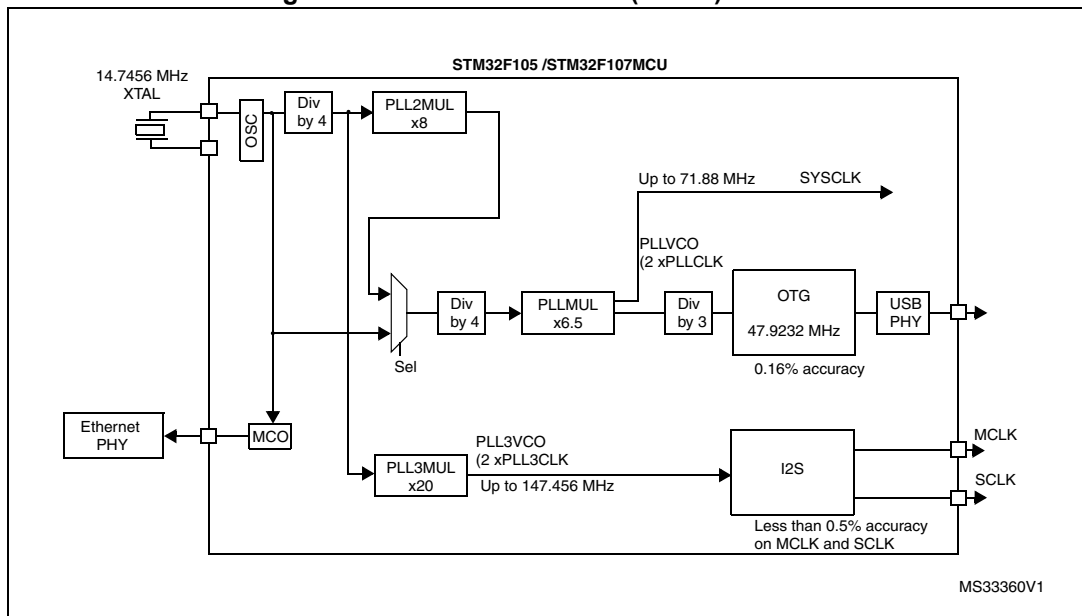 STM32F105 /STM32F107MCU
14.7456 MHz
XTAL
OSC
Div
by 4
PLL2MUL
x8
Up to 71.88 MHz
SYSCLK
PLLVCO
(2 xPLLCLK
Sel
Div
by 4
PLLMUL
x6.5
Div
by 3
OTG
47.9232 MHz
0.16% accuracy
USB
PHY
Ethernet
PHY
MCO
PLL3MUL
x20
PLL3VCO
(2 xPLL3CLK
Up to 147.456 MHz
I2S
MCLK
SCLK
Less than 0.5% accuracy
on MCLK and SCLK
MS33360V1